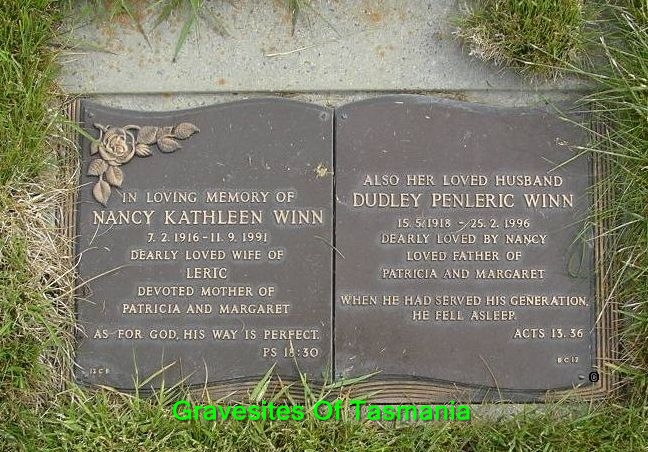 IN LOVING MEMORY OF
NANCY KATHLEEN WINN
7. 2. 1916 - 11. 9. 1991
DEARLY LOVED WIFE OF
LERIC
DEVOTED MOTHER OF
PATRICIA AND MARGARET
AS FOR GOD, HIS WAY IS PERFECT.
PS 18:30
ALSO HER LOVED HUSBAND
DUDLEY PENLERIC WINN
15. 5. 1918 - 25. 2. 1996
DEARLY LOVED BY NANCY
LOVED FATHER OF
PATRICIA AND MARGARET
WHEN HE HAD SERVED HIS GENERATION,
HE FELL ASLEEP.
ACTS 13. 36
Gravesites Of Tasmania